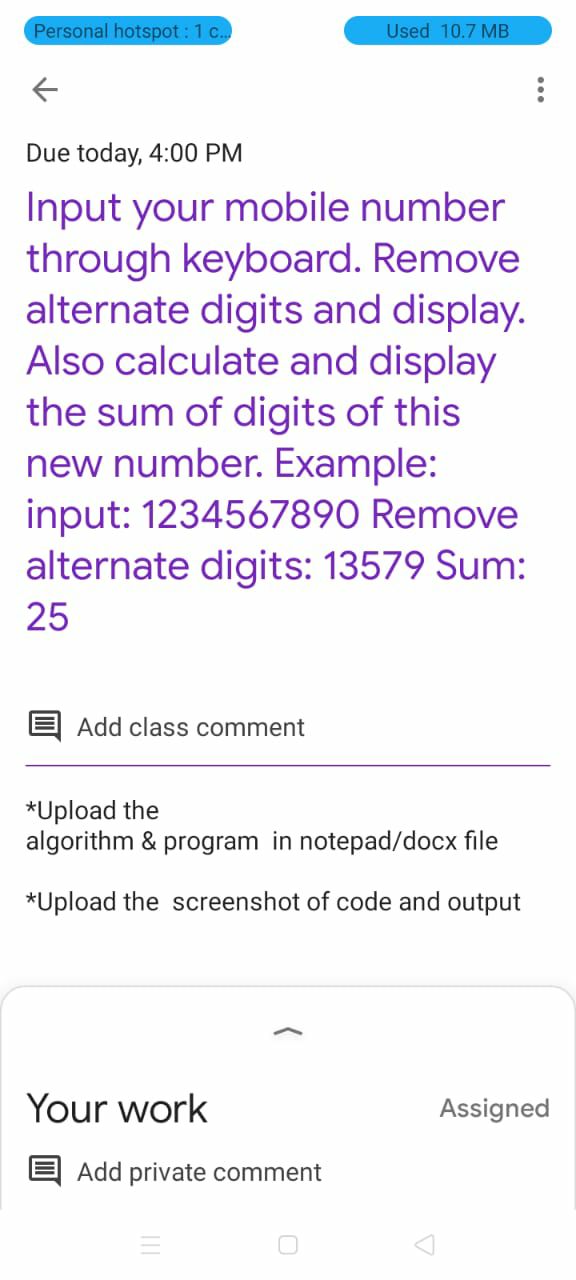 Personal hotspot : 1 c...
Used 10.7 MB
Due today, 4:00 PM
Input your mobile number
through keyboard. Remove
alternate digits and display.
Also calculate and display
the sum of digits of this
new number. Example:
input: 1234567890 Remove
alternate digits: 13579 Sum:
25
Add class comment
*Upload the
algorithm & program in notepad/docx file
*Upload the screenshot of code and output
Your work
Assigned
Add private comment